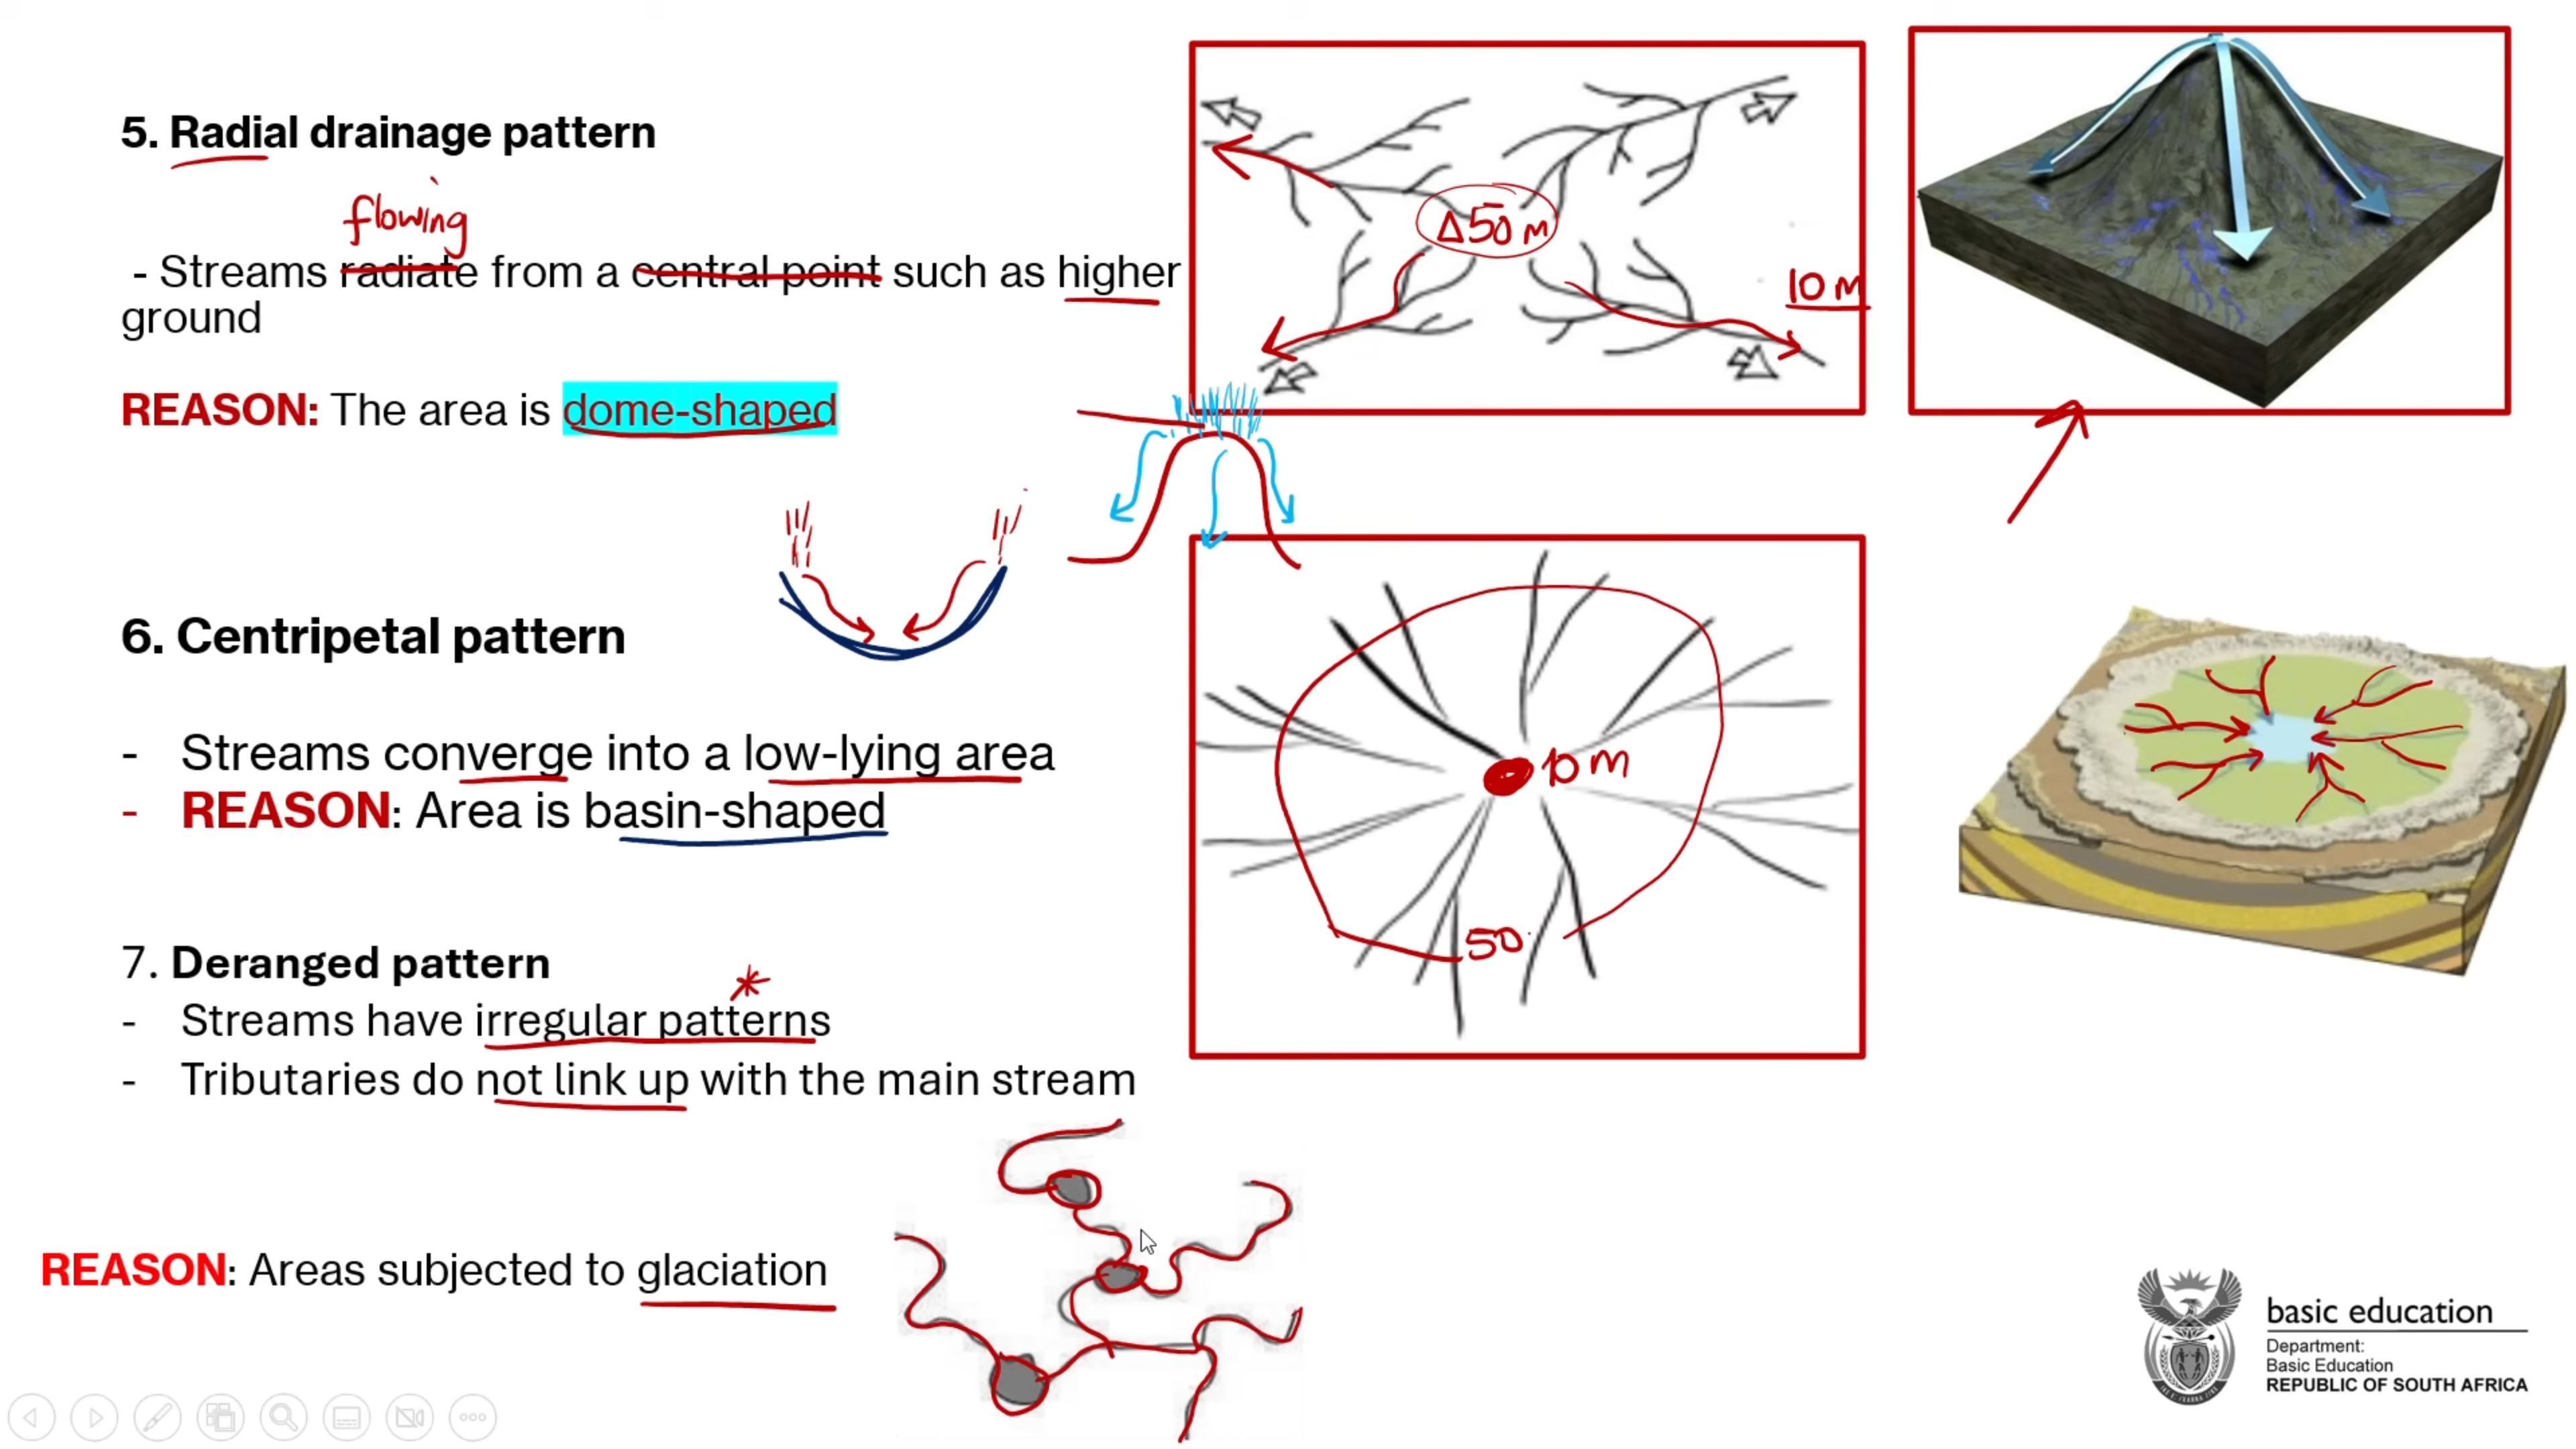 5. Radial drainage pattern
flowing
- Streams radiate from a central point such as higher
ground
REASON: The area is dome-shaped
Δ50 m
10 m
6. Centripetal pattern
- Streams converge into a low-lying area
- REASON: Area is basin-shaped
10 m
50
7. Deranged pattern
- Streams have irregular patterns
- Tributaries do not link up with the main stream
REASON: Areas subjected to glaciation
basic education
Department:
Basic Education
REPUBLIC OF SOUTH AFRICA